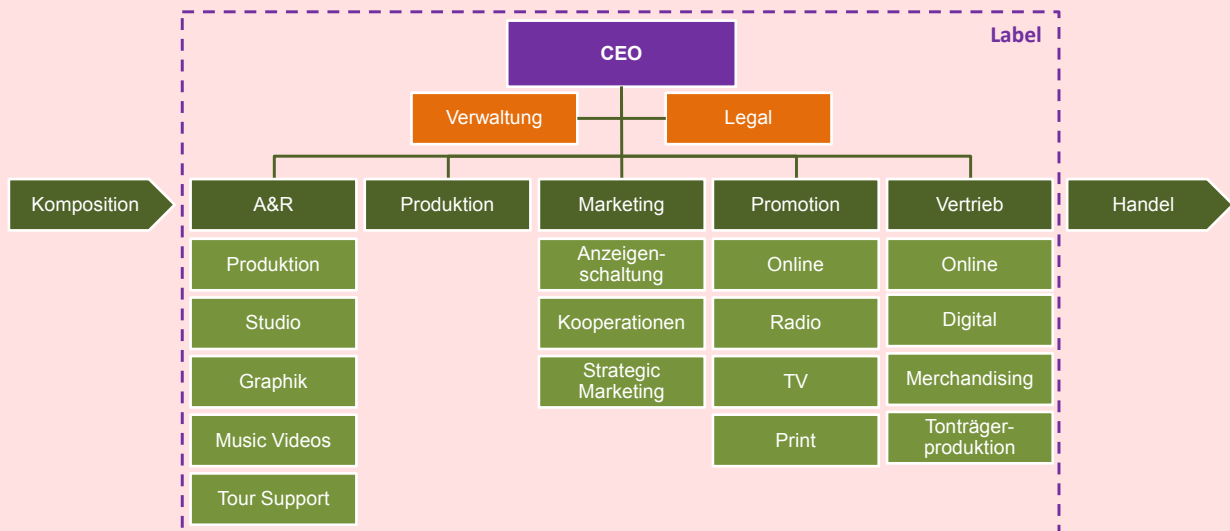 Label
CEO
Verwaltung
Legal
Komposition
A&R
Produktion
Marketing
Promotion
Vertrieb
Handel
Produktion
Studio
Graphik
Music Videos
Tour Support
Anzeigen-
schaltung
Kooperationen
Strategic
Marketing
Online
Radio
TV
Print
Online
Digital
Merchandising
Tonträger-
produktion